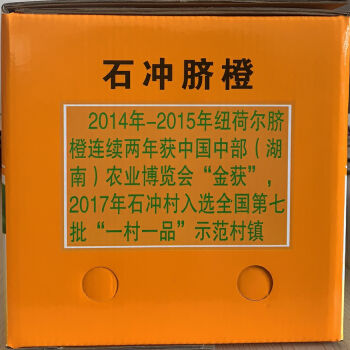 石冲脐橙
2014年-2015年纽荷尔脐
橙连续两年获中国中部(湖
南)农业博览会“金获”,
2017年石冲村入选全国第七
批“一村一品”示范村镇